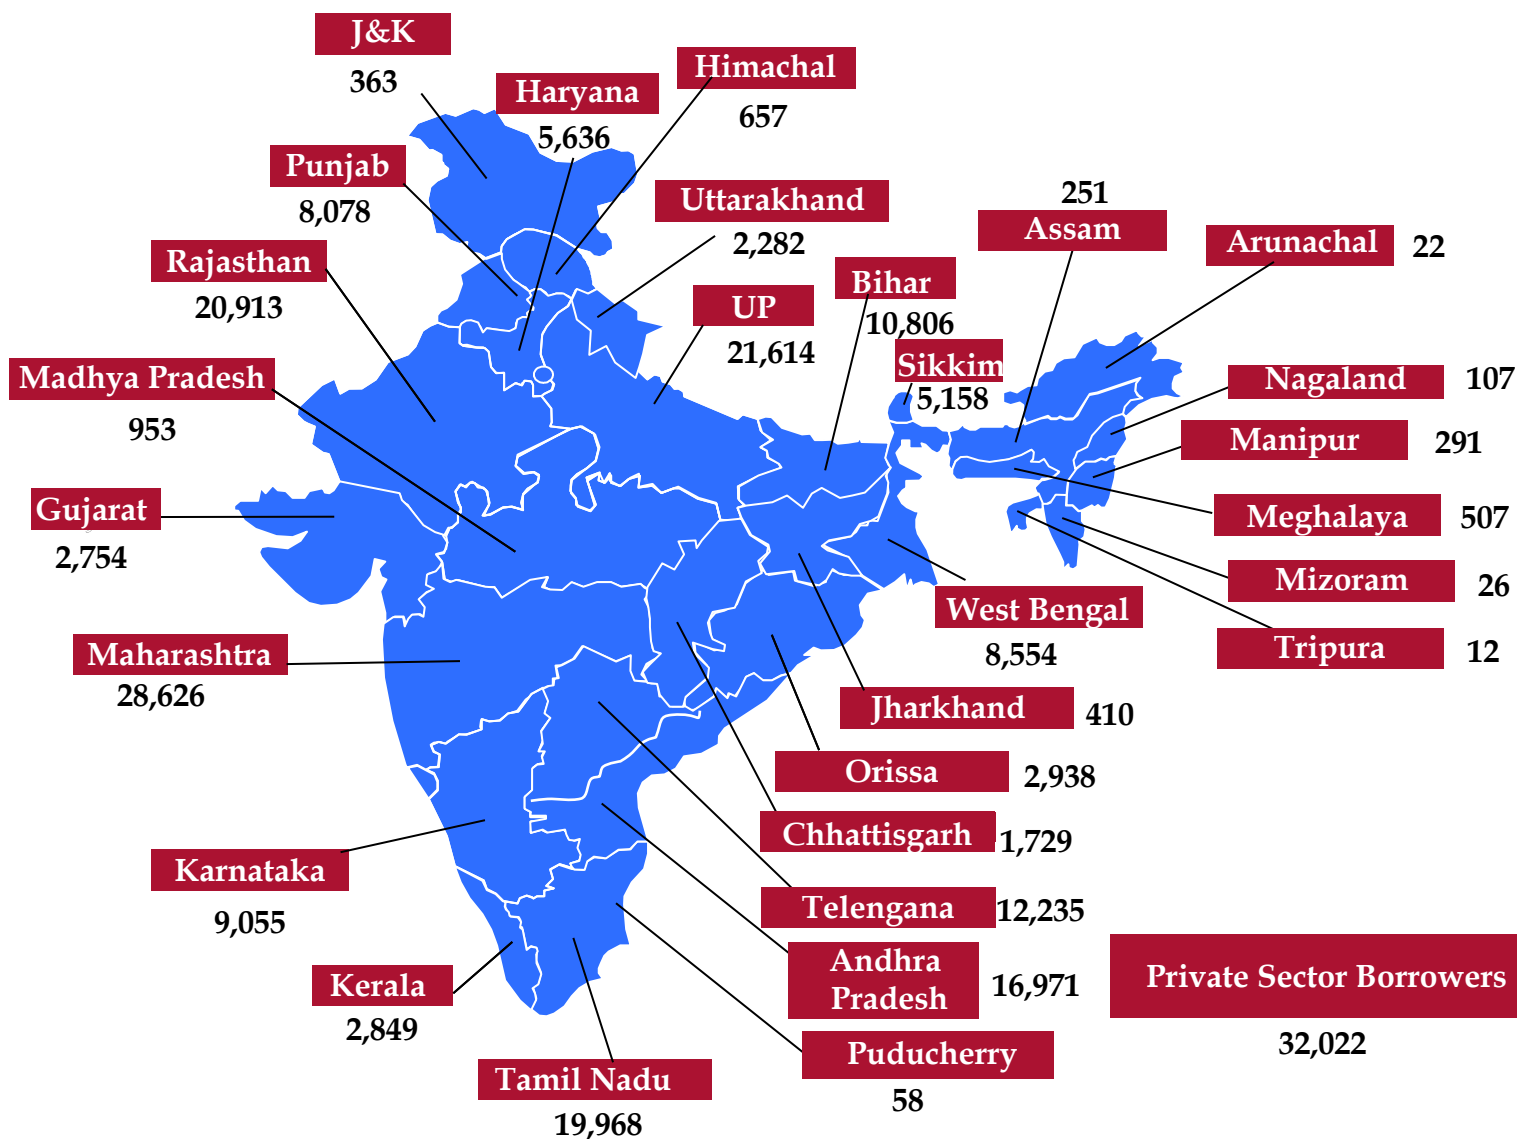 J&K
363
Himachal
657
Haryana
5,636
Punjab
8,078
Uttarakhand
2,282
251
Assam
Arunachal 22
Rajasthan
20,913
Bihar
10,806
UP
21,614
Sikkim
5,158
Madhya Pradesh
953
Nagaland 107
Manipur 291
Gujarat
2,754
Meghalaya 507
Mizoram 26
West Bengal
8,554
Tripura 12
Maharashtra
28,626
Jharkhand 410
Orissa 2,938
Chhattisgarh 1,729
Karnataka
9,055
Telengana 12,235
Andhra
Pradesh
16,971
Private Sector Borrowers
32,022
Kerala
2,849
Puducherry
58
Tamil Nadu
19,968